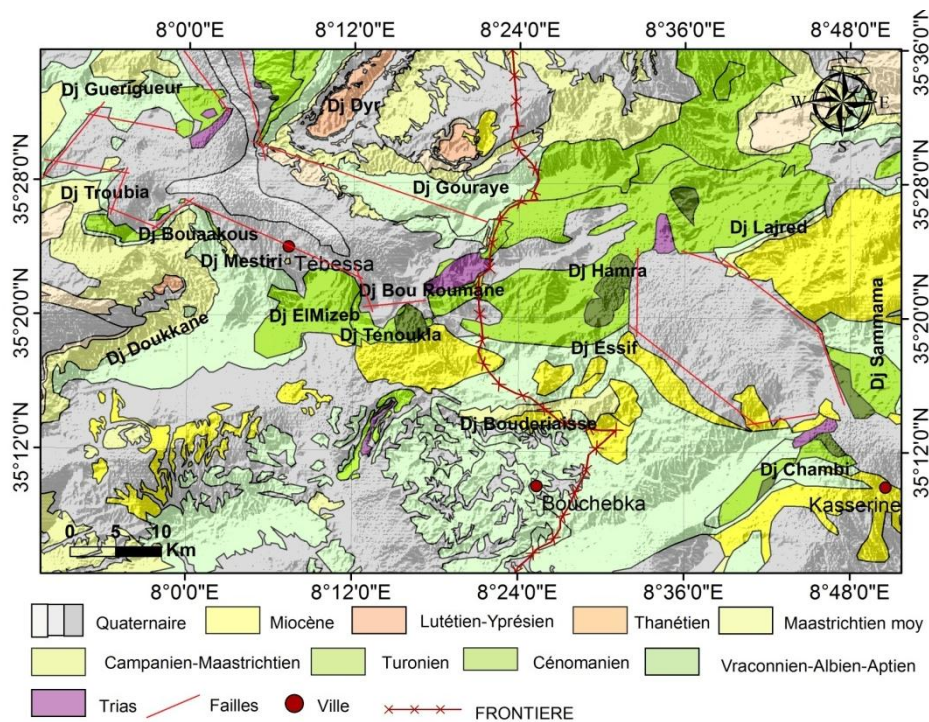 8°0'0"E 8°12'0"E 8°24'0"E 8°36'0"E 8°48'0"E
35°36'0"N
35°28'0"N
35°20'0"N
35°12'0"N
N
W E
S
Dj Guerigueur
Dj Dyr
Dj Troubia
Dj Gouraye
Dj Bouaakous
Dj Lajred
Dj Mestiri
Tebessa
Dj Hamra
Dj Bou Roumane
Dj ElMizeb
Dj Tenoukla
Dj Doukkane
Dj Essif
Dj Sammama
Dj Bouderiaisse
Dj Chambi
Bouchebka
Kasserine
0 5 10
Km
35°28'0"N
35°20'0"N
35°12'0"N
8°0'0"E 8°12'0"E 8°24'0"E 8°36'0"E 8°48'0"E
Quaternaire Miocène Lutétien-Yprésien Thanétien Maastrichtien moy
Campanien-Maastrichtien Turonien Cénomanien Vraconnien-Albien-Aptien
Trias Failles Ville FRONTIERE